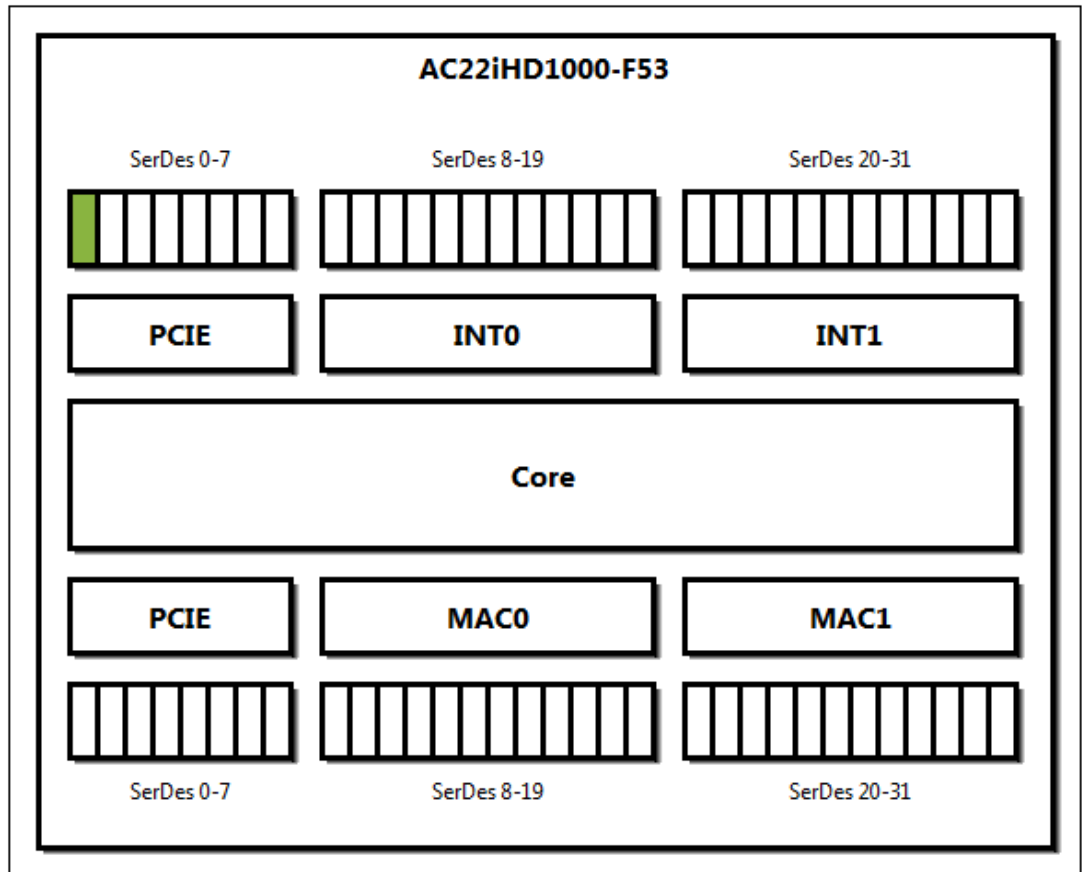 AC22iHD1000-F53
SerDes 0-7 SerDes 8-19 SerDes 20-31
PCIE INT0 INT1
Core
PCIE MAC0 MAC1
SerDes 0-7 SerDes 8-19 SerDes 20-31